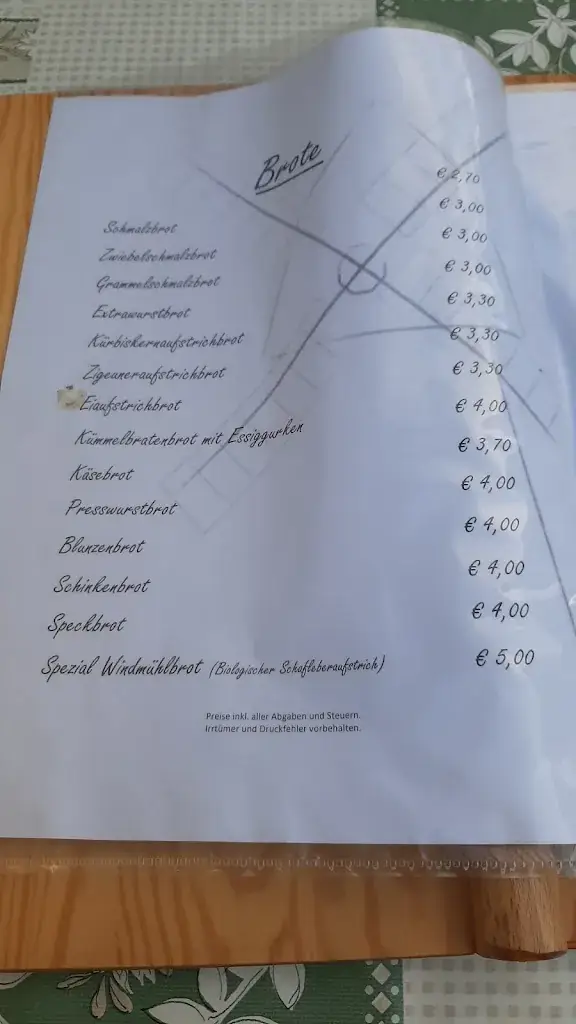 Brote
Schmalzbrot € 2,70
Zwiebelschmalzbrot € 3,00
Grammelschmalzbrot € 3,00
Extrawurstbrot € 3,00
Kürbiskernaufstrichbrot € 3,30
Zigeuneraufstrichbrot € 3,30
Eiaufstrichbrot € 3,30
Kümmelbratenbrot mit Essiggurken € 4,00
Käsebrot € 3,70
Presswurstbrot € 4,00
Blunzenbrot € 4,00
Schinkenbrot € 4,00
Speckbrot € 4,00
Spezial Windmühlbrot (Biologischer Schafleberaufstrich) € 5,00
Preise inkl. aller Abgaben und Steuern.
Irrtümer und Druckfehler vorbehalten.